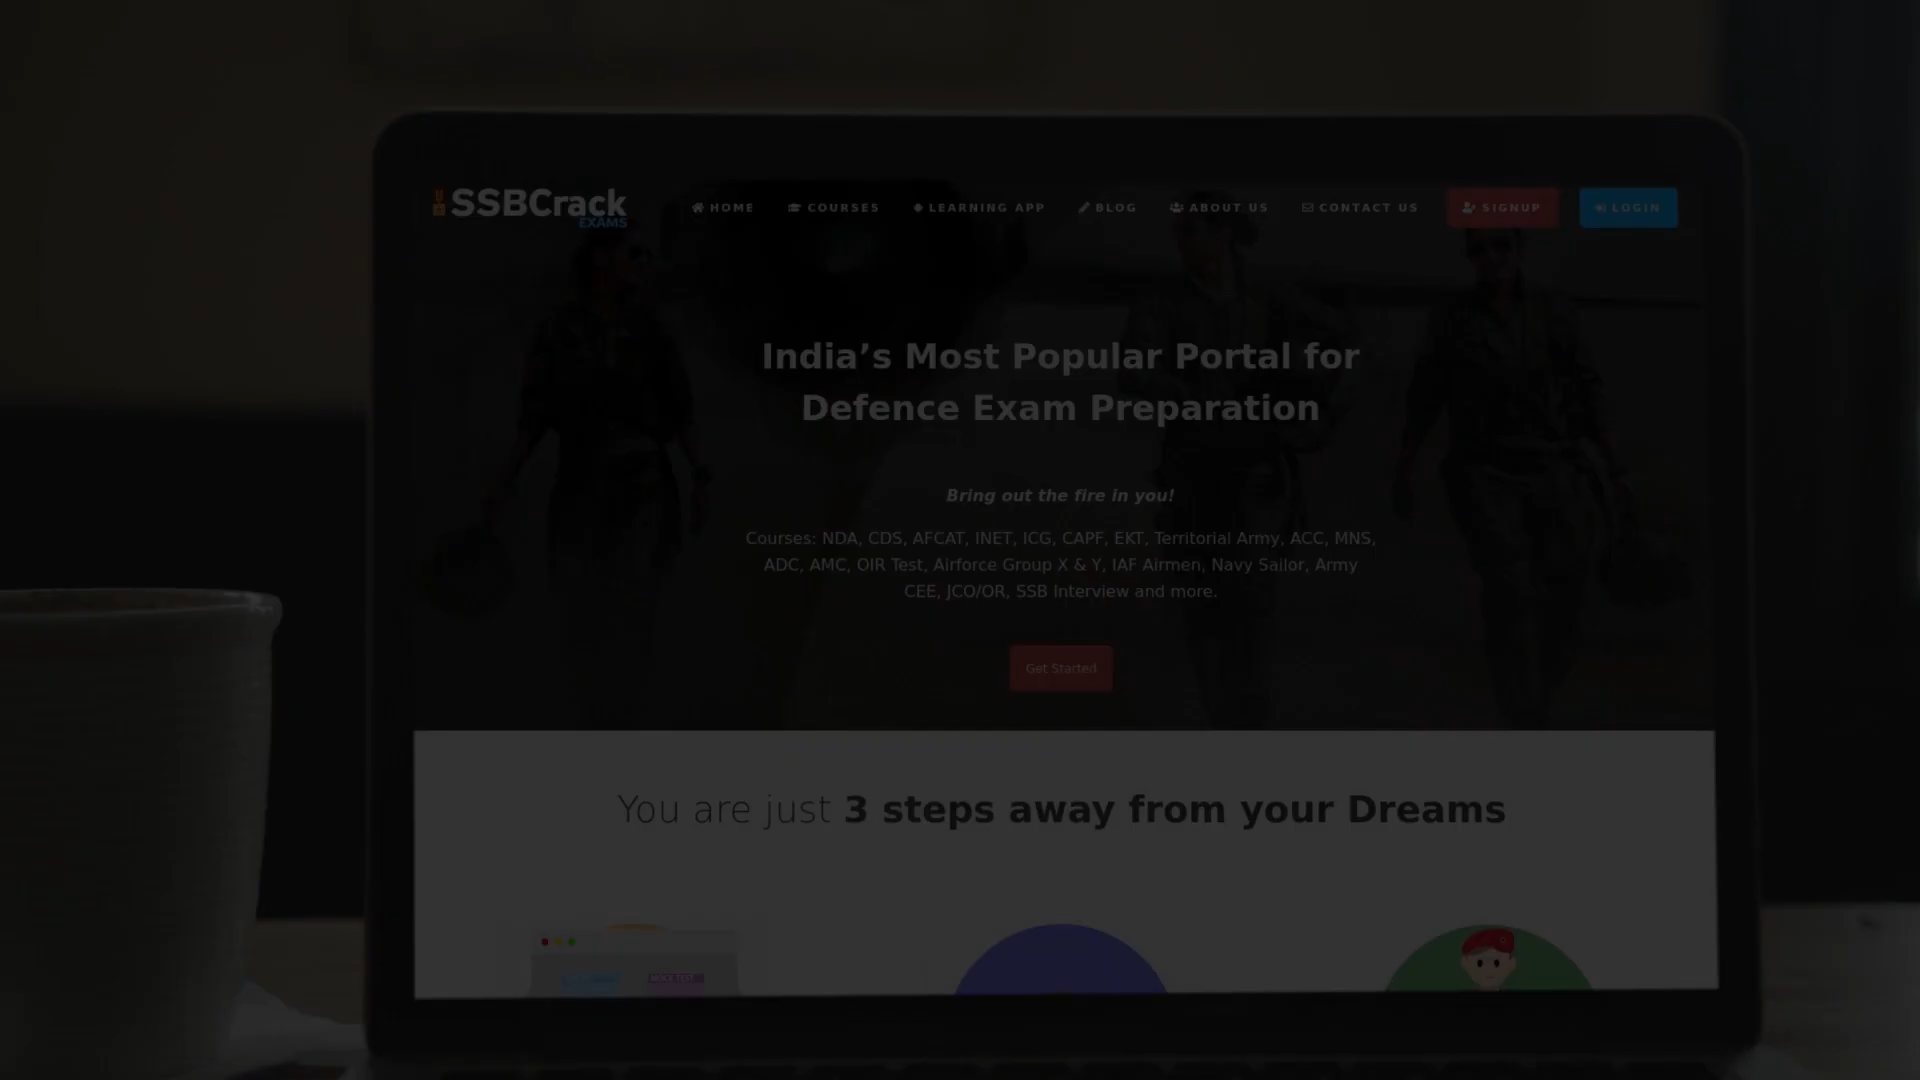 SSBCrack
EXAMS
HOME
COURSES
LEARNING APP
BLOG
ABOUT US
CONTACT US
SIGNUP
LOGIN
India’s Most Popular Portal for
Defence Exam Preparation
Bring out the fire in you!
Courses: NDA, CDS, AFCAT, INET, ICG, CAPF, EKT, Territorial Army, ACC, MNS,
ADC, AMC, OIR Test, Airforce Group X & Y, IAF Airmen, Navy Sailor, Army
CEE, JCO/OR, SSB Interview and more.
Get Started
You are just 3 steps away from your Dreams
MOCK TEST